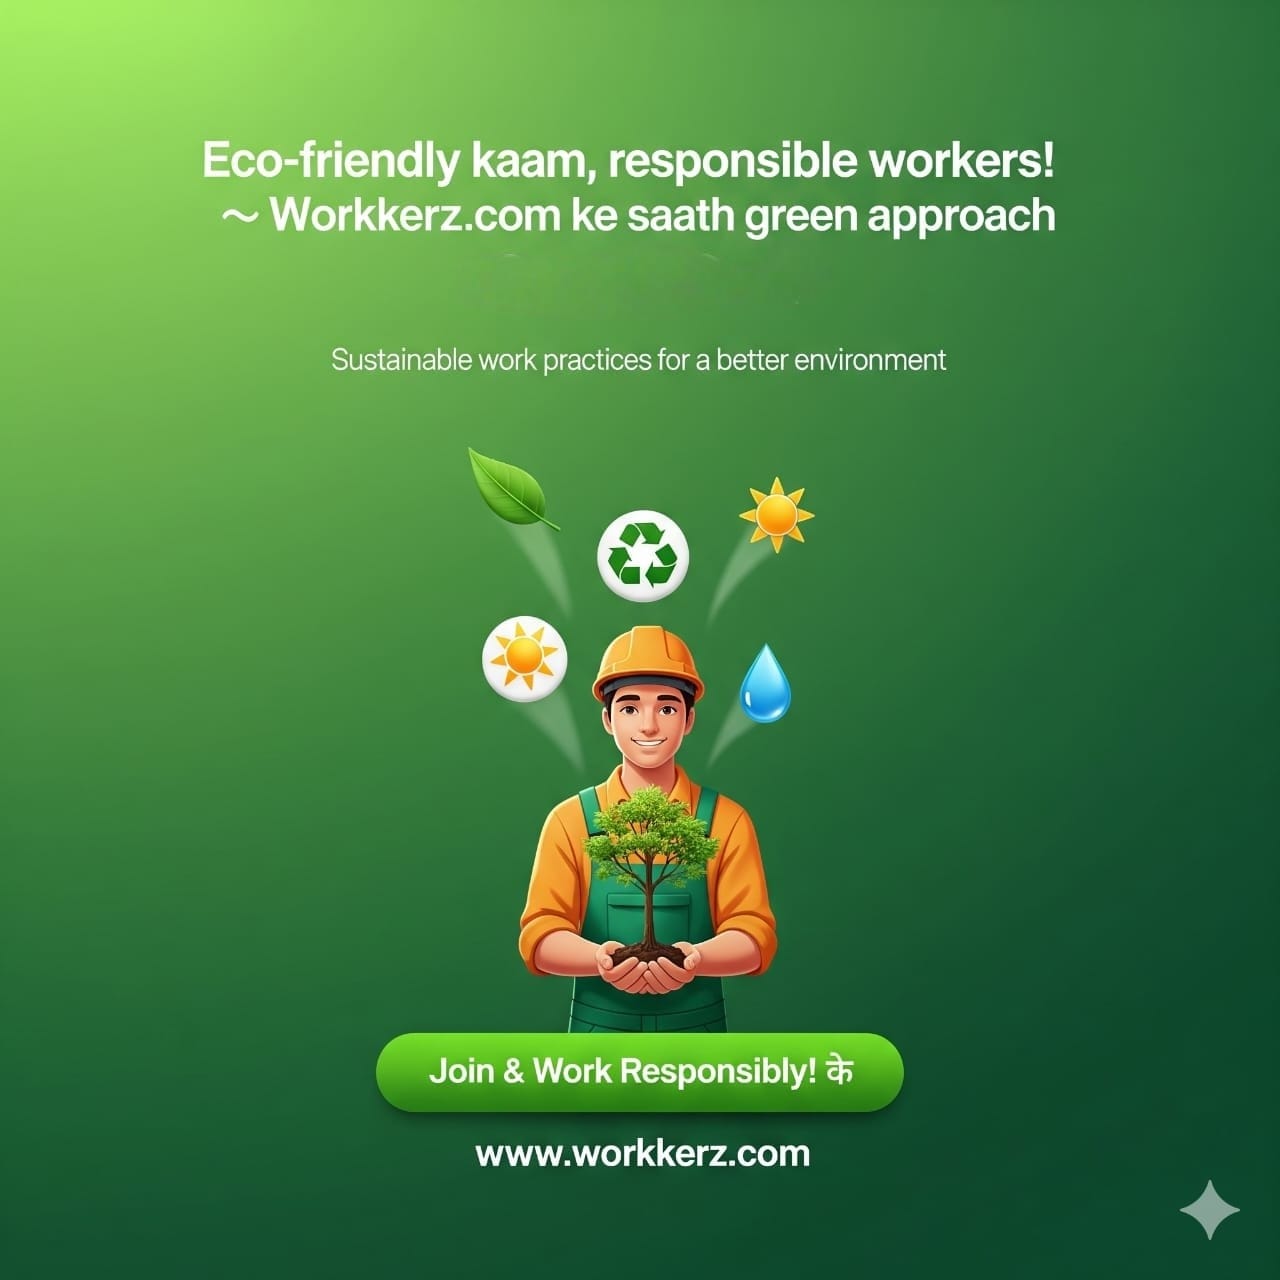 Eco-friendly kaam, responsible workers!
~ Workkerz.com ke saath green approach
Sustainable work practices for a better environment
Join & Work Responsibly! के
www.workkerz.com